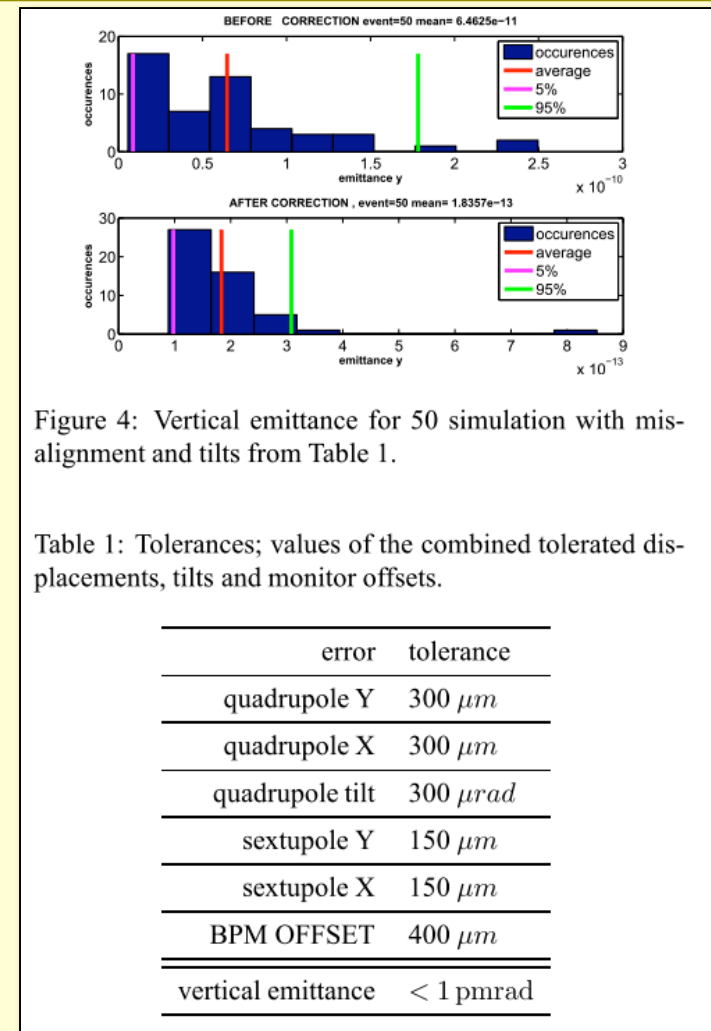 BEFORE CORRECTION event=50 mean= 6.4625e−11
20
10
0
occurences
occurences
average
5%
95%
0 0.5 1 1.5 2 2.5 3
emittance y
x 10^−10
AFTER CORRECTION , event=50 mean= 1.8357e−13
30
20
10
0
occurences
occurences
average
5%
95%
0 1 2 3 4 5 6 7 8 9
emittance y
x 10^−13
Figure 4: Vertical emittance for 50 simulation with mis-
alignment and tilts from Table 1.
Table 1: Tolerances; values of the combined tolerated dis-
placements, tilts and monitor offsets.
error tolerance
quadrupole Y 300 μm
quadrupole X 300 μm
quadrupole tilt 300 μrad
sextupole Y 150 μm
sextupole X 150 μm
BPM OFFSET 400 μm
vertical emittance < 1 pmrad